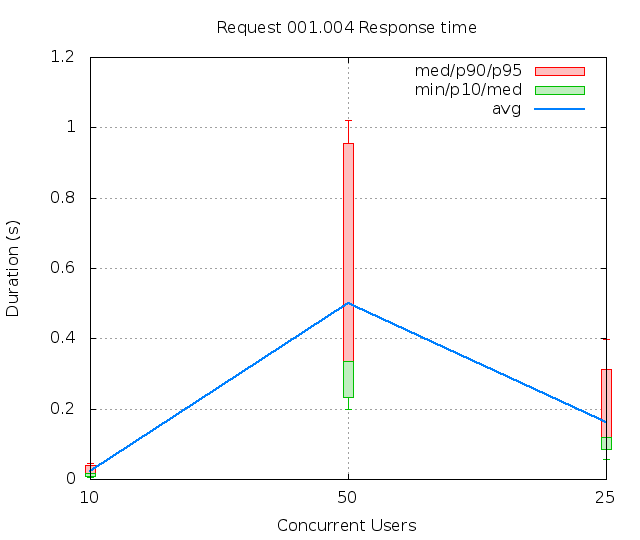 Request 001.004 Response time
med/p90/p95
min/p10/med
avg
1.2
1
0.8
0.6
0.4
0.2
0
Duration (s)
10 50 25
Concurrent Users